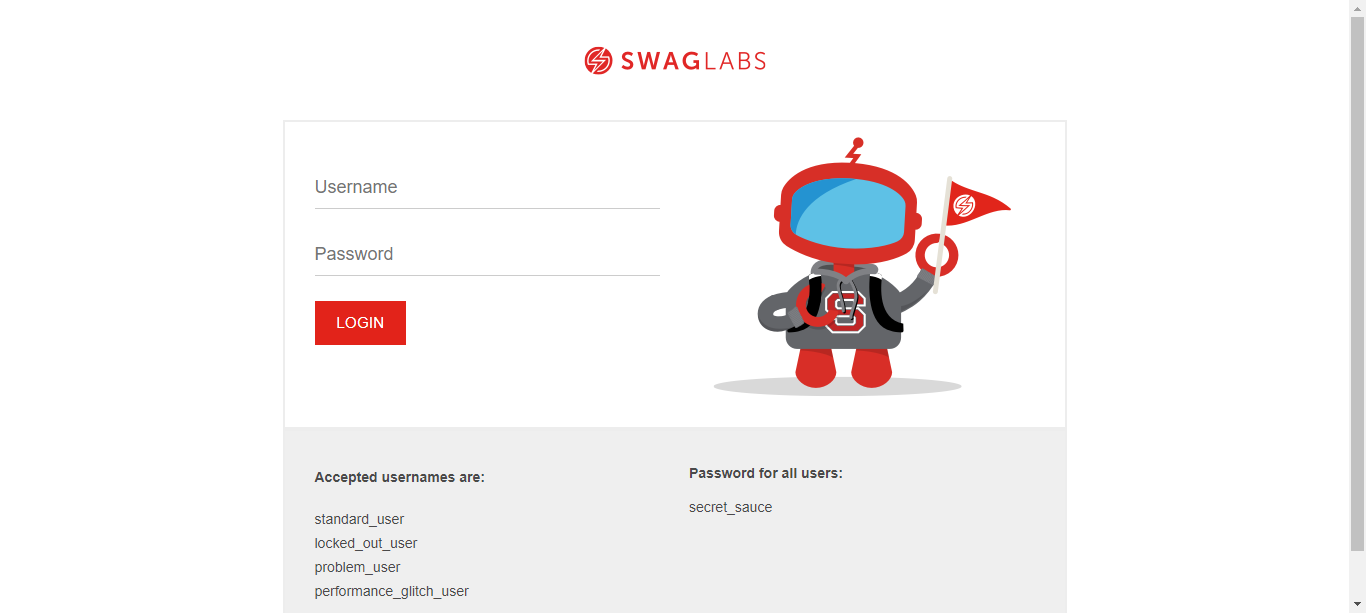 SWAGLABS
Username
Password
LOGIN
S
Accepted usernames are:
standard_user
locked_out_user
problem_user
performance_glitch_user
Password for all users:
secret_sauce